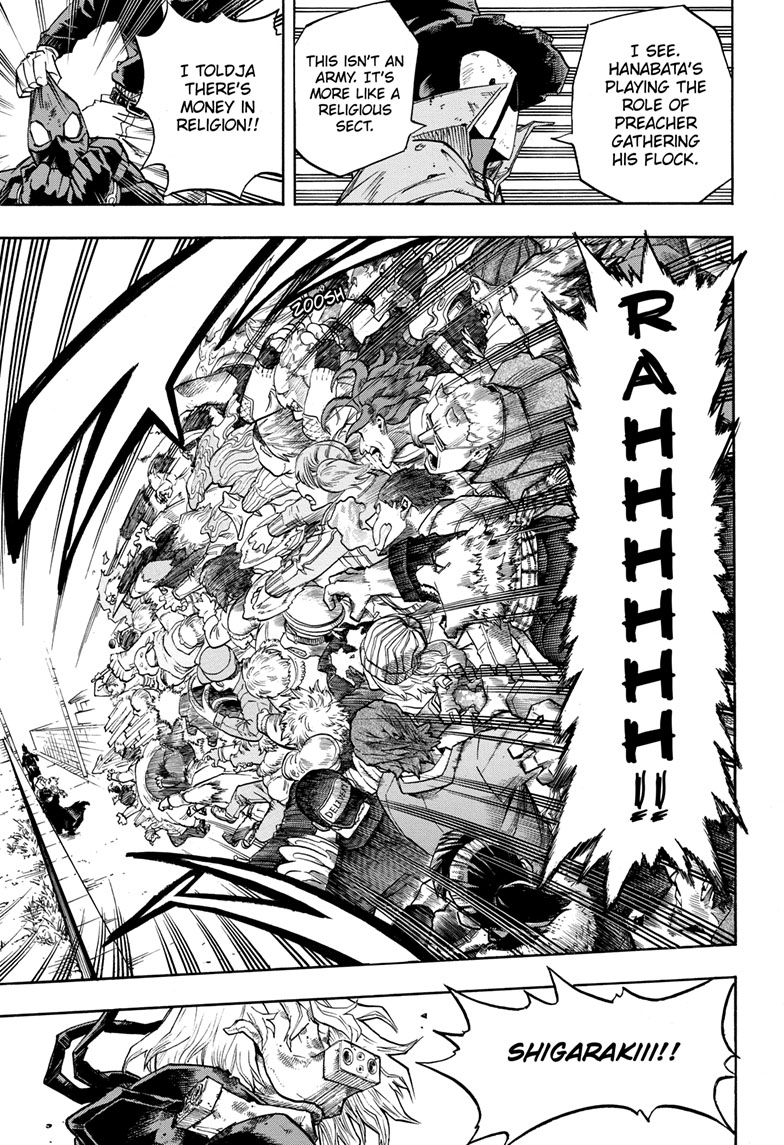 I SEE.
HANABATA'S
PLAYING THE
ROLE OF
PREACHER
GATHERING
HIS FLOCK.
THIS ISN'T AN
ARMY. IT'S
MORE LIKE A
RELIGIOUS
SECT.
I TOLDJA
THERE'S
MONEY IN
RELIGION!!
RAHHHHHH!!
ZOOSH
SHIGARAKIII!!